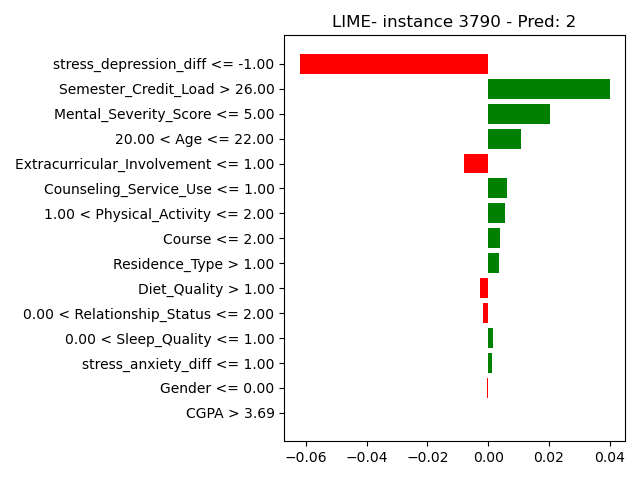 LIME- instance 3790 - Pred: 2
stress_depression_diff <= -1.00
Semester_Credit_Load > 26.00
Mental_Severity_Score <= 5.00
20.00 < Age <= 22.00
Extracurricular_Involvement <= 1.00
Counseling_Service_Use <= 1.00
1.00 < Physical_Activity <= 2.00
Course <= 2.00
Residence_Type > 1.00
Diet_Quality > 1.00
0.00 < Relationship_Status <= 2.00
0.00 < Sleep_Quality <= 1.00
stress_anxiety_diff <= 1.00
Gender <= 0.00
CGPA > 3.69
−0.06 −0.04 −0.02 0.00 0.02 0.04